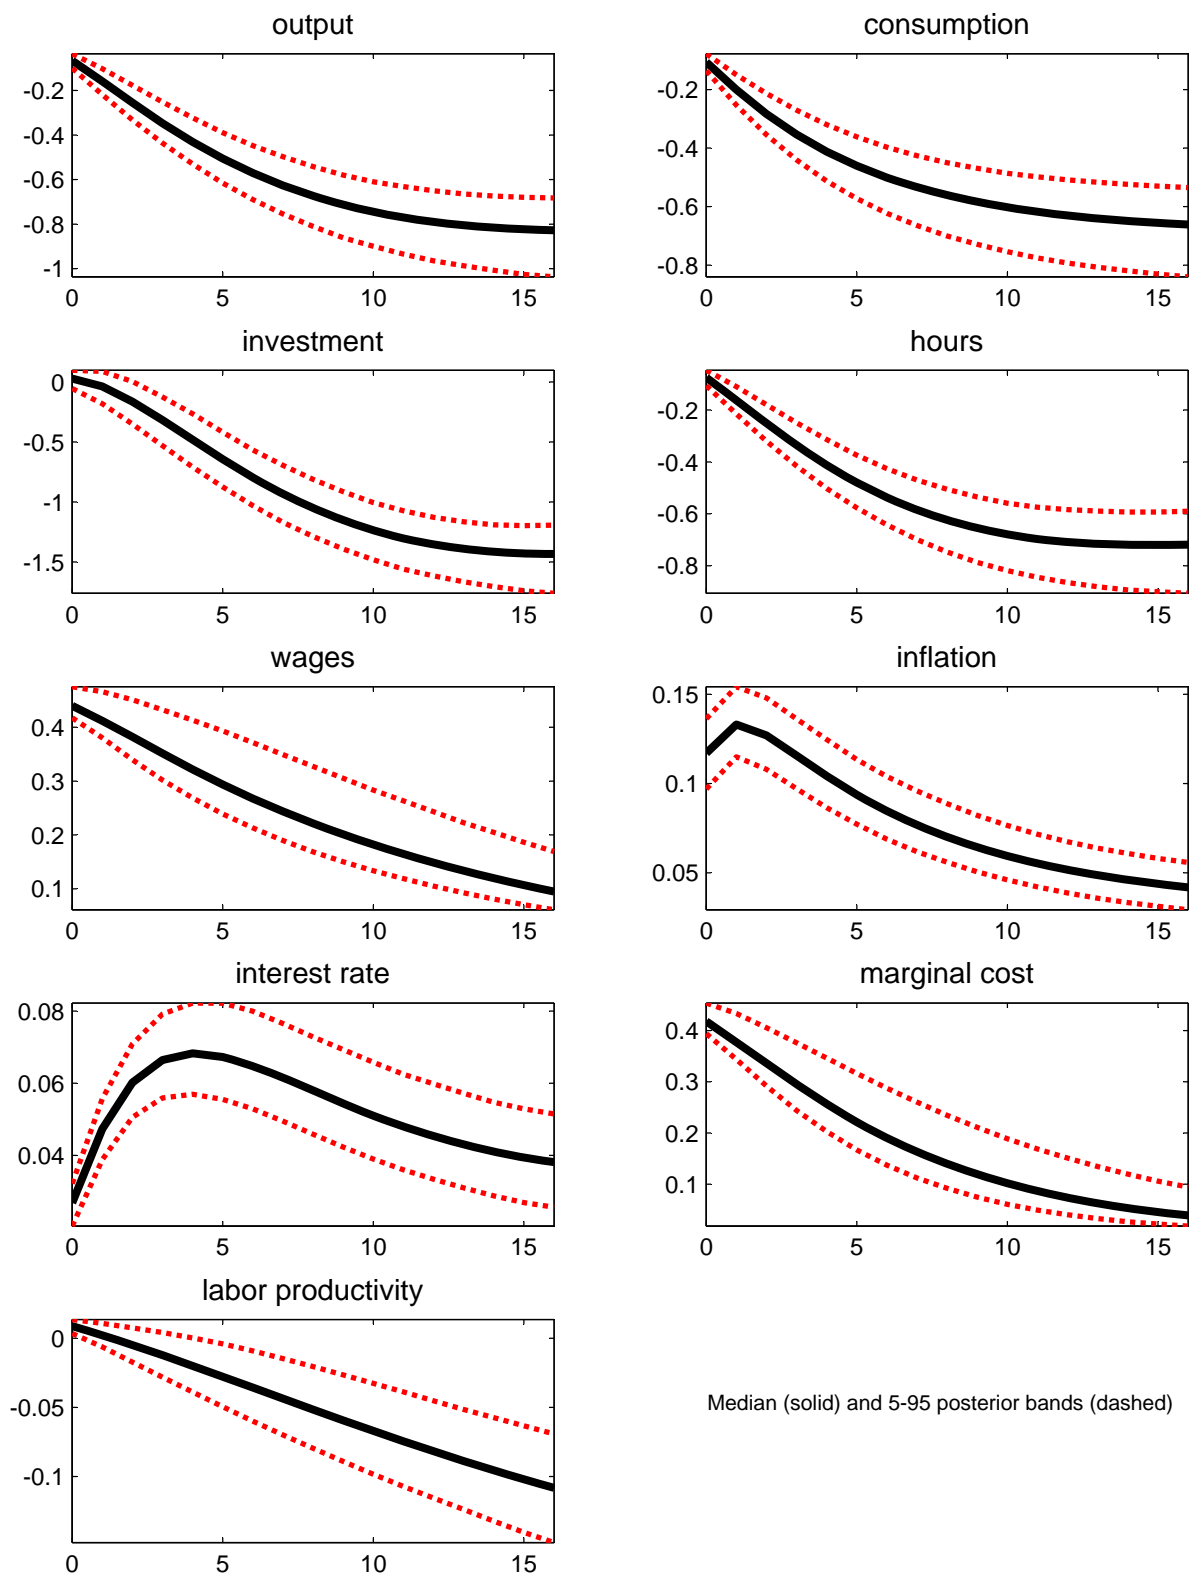 output
-0.2
-0.4
-0.6
-0.8
-1
0 5 10 15
consumption
-0.2
-0.4
-0.6
-0.8
0 5 10 15
investment
0
-0.5
-1
-1.5
0 5 10 15
hours
-0.2
-0.4
-0.6
-0.8
0 5 10 15
wages
0.4
0.3
0.2
0.1
0 5 10 15
inflation
0.15
0.1
0.05
0 5 10 15
interest rate
0.08
0.06
0.04
0 5 10 15
marginal cost
0.4
0.3
0.2
0.1
0 5 10 15
labor productivity
0
-0.05
-0.1
0 5 10 15
Median (solid) and 5-95 posterior bands (dashed)